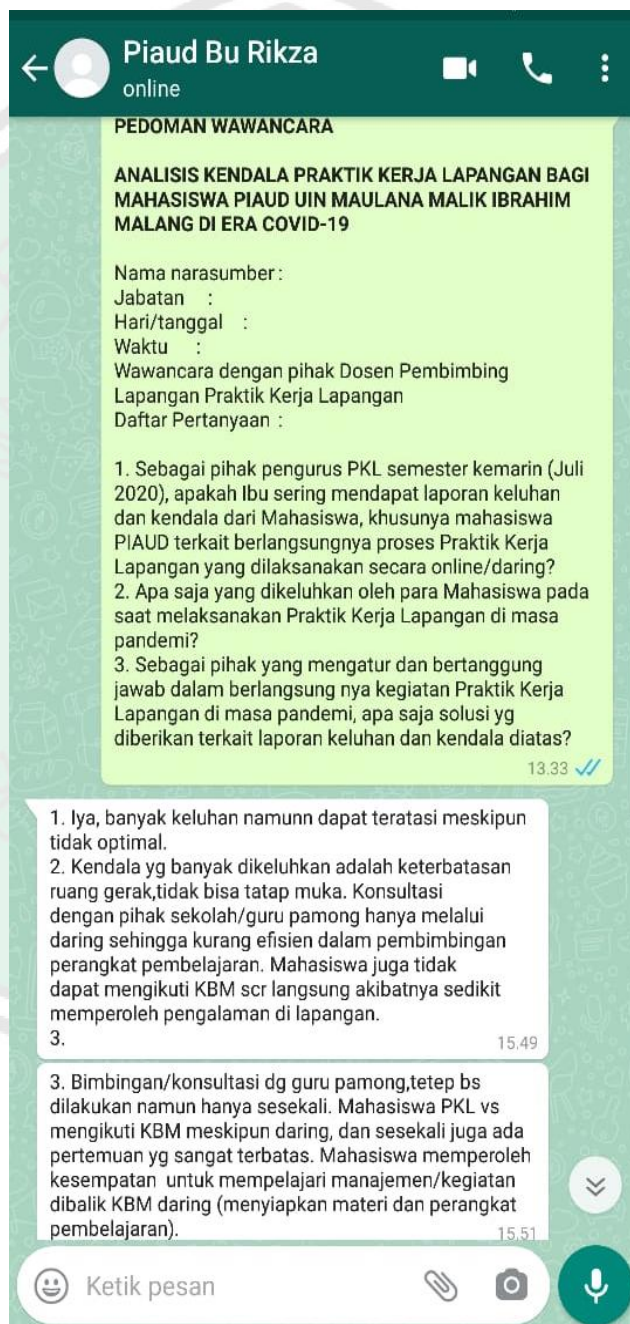 Piaud Bu Rikza
online
PEDOMAN WAWANCARA
ANALISIS KENDALA PRAKTIK KERJA LAPANGAN BAGI
MAHASISWA PIAUD UIN MAULANA MALIK IBRAHIM
MALANG DI ERA COVID-19
Nama narasumber :
Jabatan :
Hari/tanggal :
Waktu :
Wawancara dengan pihak Dosen Pembimbing
Lapangan Praktik Kerja Lapangan
Daftar Pertanyaan :
1. Sebagai pihak pengurus PKL semester kemarin (Juli
2020), apakah Ibu sering mendapat laporan keluhan
dan kendala dari Mahasiswa, khusunya mahasiswa
PIAUD terkait berlangsungnya proses Praktik Kerja
Lapangan yang dilaksanakan secara online/daring?
2. Apa saja yang dikeluhkan oleh para Mahasiswa pada
saat melaksanakan Praktik Kerja Lapangan di masa
pandemi?
3. Sebagai pihak yang mengatur dan bertanggung
jawab dalam berlangsung nya kegiatan Praktik Kerja
Lapangan di masa pandemi, apa saja solusi yg
diberikan terkait laporan keluhan dan kendala diatas?
13.33
1. Iya, banyak keluhan namunn dapat teratasi meskipun
tidak optimal.
2. Kendala yg banyak dikeluhkan adalah keterbatasan
ruang gerak,tidak bisa tatap muka. Konsultasi
dengan pihak sekolah/guru pamong hanya melalui
daring sehingga kurang efisien dalam pembimbingan
perangkat pembelajaran. Mahasiswa juga tidak
dapat mengikuti KBM scr langsung akibatnya sedikit
memperoleh pengalaman di lapangan.
3.
15.49
3. Bimbingan/konsultasi dg guru pamong,tetep bs
dilakukan namun hanya sesekali. Mahasiswa PKL vs
mengikuti KBM meskipun daring, dan sesekali juga ada
pertemuan yg sangat terbatas. Mahasiswa memperoleh
kesempatan untuk mempelajari manajemen/kegiatan
dibalik KBM daring (menyiapkan materi dan perangkat
pembelajaran).
15.51
Ketik pesan